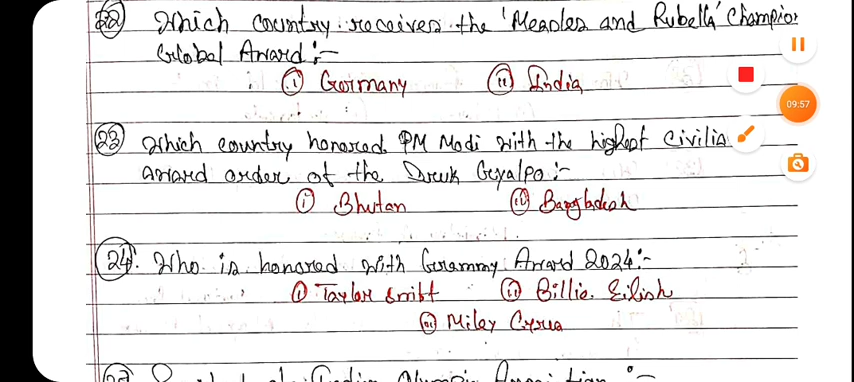 22 Which country receives the 'Measles and Rubella' Champion
Global Award :-
i Germany ii India
09:57
23 Which country honored PM Modi with the highest Civilia
award order of the Druk Gyalpo :-
i Bhutan ii Bangladesh
24. Who is honored with Grammy Award 2024 :-
i Taylor Swift ii Billie Eilish
iii Miley Cyrus